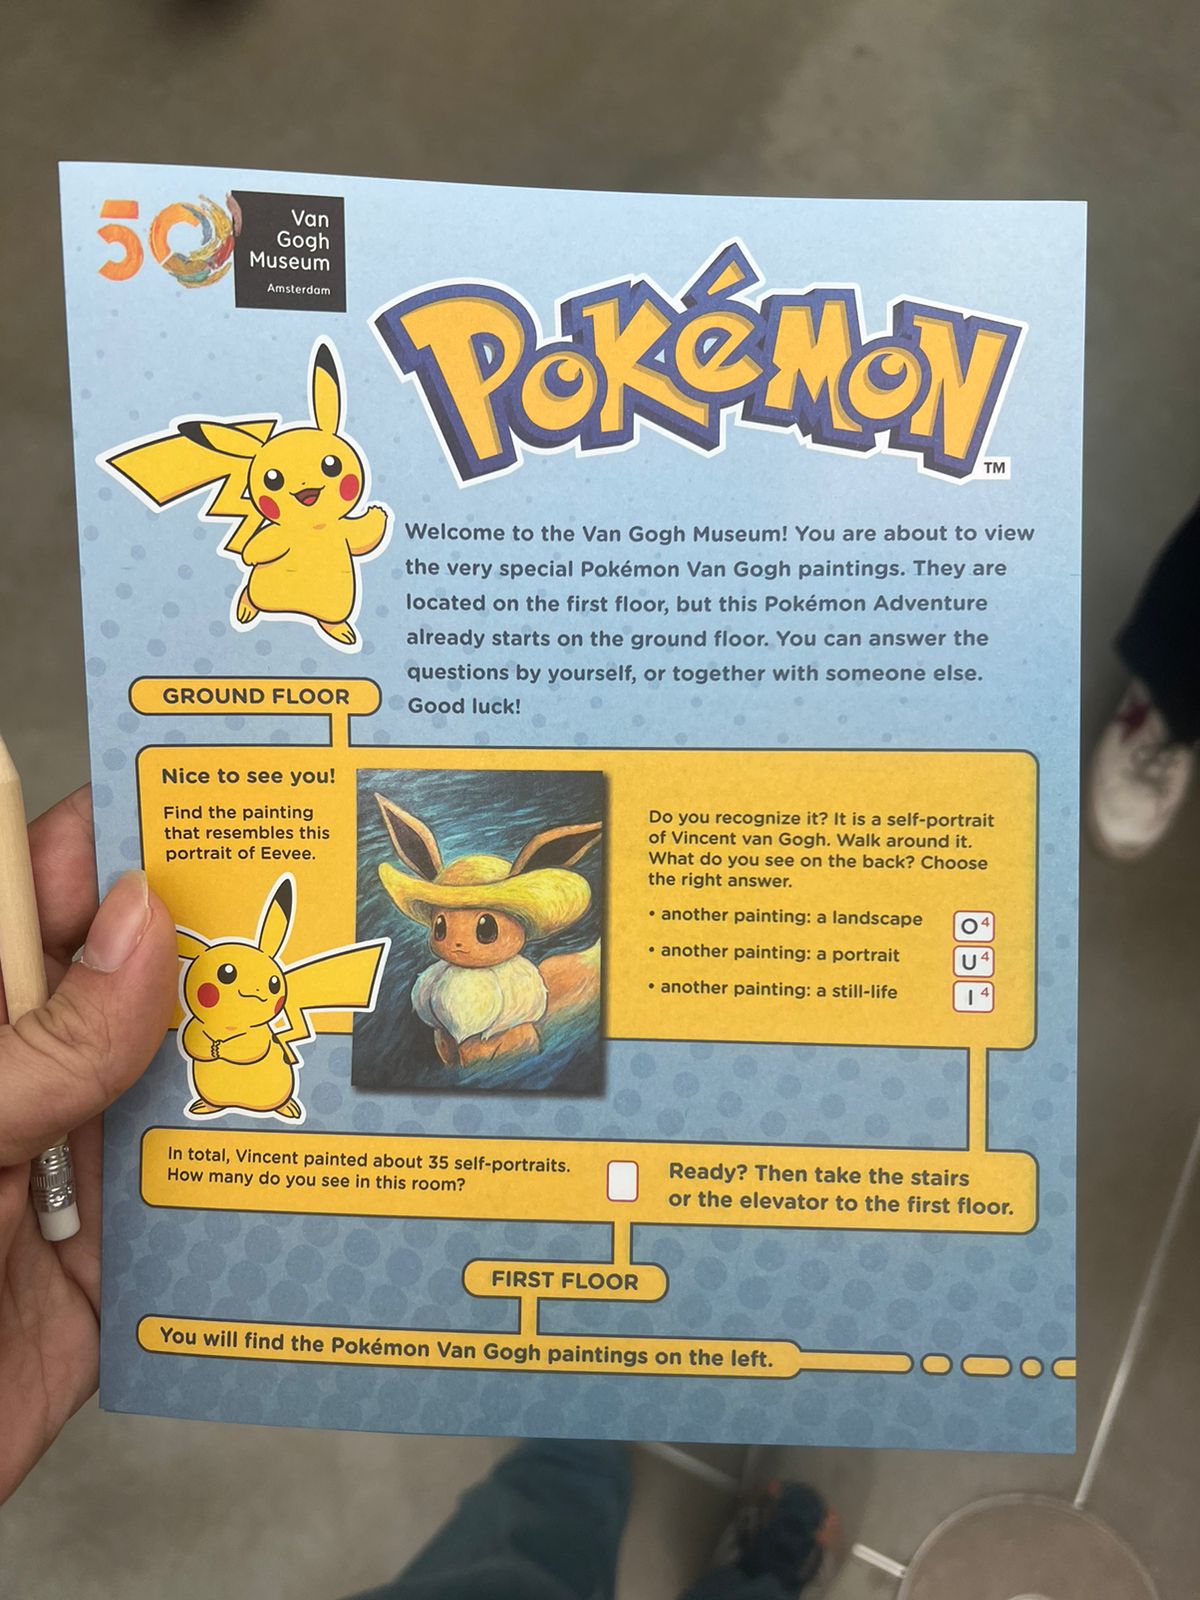 50
Van
Gogh
Museum
Amsterdam
Pokémon
TM
Welcome to the Van Gogh Museum! You are about to view
the very special Pokémon Van Gogh paintings. They are
located on the first floor, but this Pokémon Adventure
already starts on the ground floor. You can answer the
questions by yourself, or together with someone else.
Good luck!
GROUND FLOOR
Nice to see you!
Find the painting
that resembles this
portrait of Eevee.
Do you recognize it? It is a self-portrait
of Vincent van Gogh. Walk around it.
What do you see on the back? Choose
the right answer.
• another painting: a landscape O4
• another painting: a portrait U4
• another painting: a still-life I4
In total, Vincent painted about 35 self-portraits.
How many do you see in this room?
Ready? Then take the stairs
or the elevator to the first floor.
FIRST FLOOR
You will find the Pokémon Van Gogh paintings on the left.